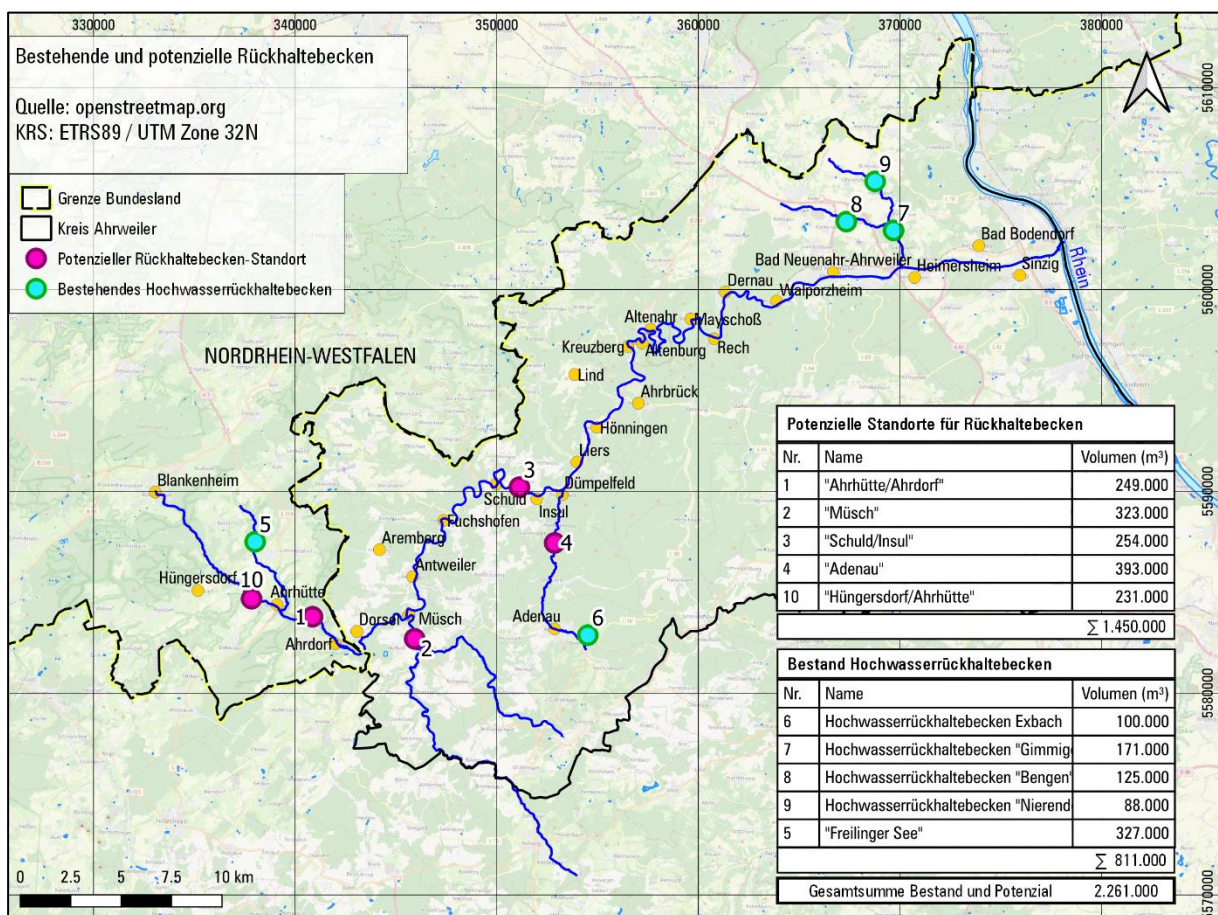 330000 340000 350000 360000 370000 380000
Bestehende und potenzielle Rückhaltebecken
Quelle: openstreetmap.org
KRS: ETRS89 / UTM Zone 32N
Grenze Bundesland
Kreis Ahrweiler
Potenzieller Rückhaltebecken-Standort
Bestehendes Hochwasserrückhaltebecken
5610000
9
8
7
Bad Bodendorf
Rhein
Bad Neuenahr-Ahrweiler
Heimersheim
Sinzig
Dernau
Walporzheim
5600000
Altenahr
Mayschoß
Kreuzberg
Altenburg
Rech
NORDRHEIN-WESTFALEN
Lind
Ahrbrück
Hönningen
Liers
3
Blankenheim
Schuld
Dümpelfeld
Insul
5590000
5
Fuchshofen
4
Aremberg
Antweiler
Hüngersdorf
10
Ahrhütte
1
Dorsel
Müsch
Adenau
6
Ahrdorf
2
5580000
Potenzielle Standorte für Rückhaltebecken
Nr. Name Volumen (m³)
1 "Ahrhütte/Ahrdorf" 249.000
2 "Müsch" 323.000
3 "Schuld/Insul" 254.000
4 "Adenau" 393.000
10 "Hüngersdorf/Ahrhütte" 231.000
∑ 1.450.000
Bestand Hochwasserrückhaltebecken
Nr. Name Volumen (m³)
6 Hochwasserrückhaltebecken Exbach 100.000
7 Hochwasserrückhaltebecken "Gimmig 171.000
8 Hochwasserrückhaltebecken "Bengen" 125.000
9 Hochwasserrückhaltebecken "Nierend 88.000
5 "Freilinger See" 327.000
∑ 811.000
Gesamtsumme Bestand und Potenzial 2.261.000
0 2.5 5 7.5 10 km
5570000